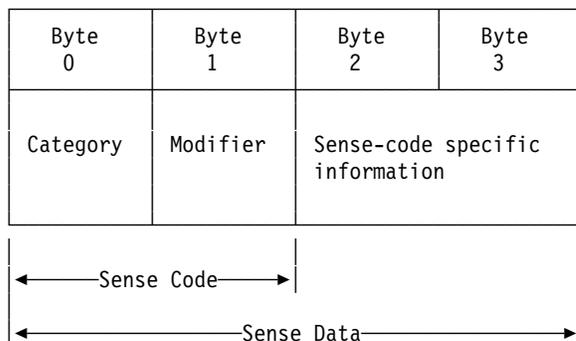 Byte Byte Byte Byte
0 1 2 3
Category Modifier Sense-code specific
information
Sense Code
Sense Data